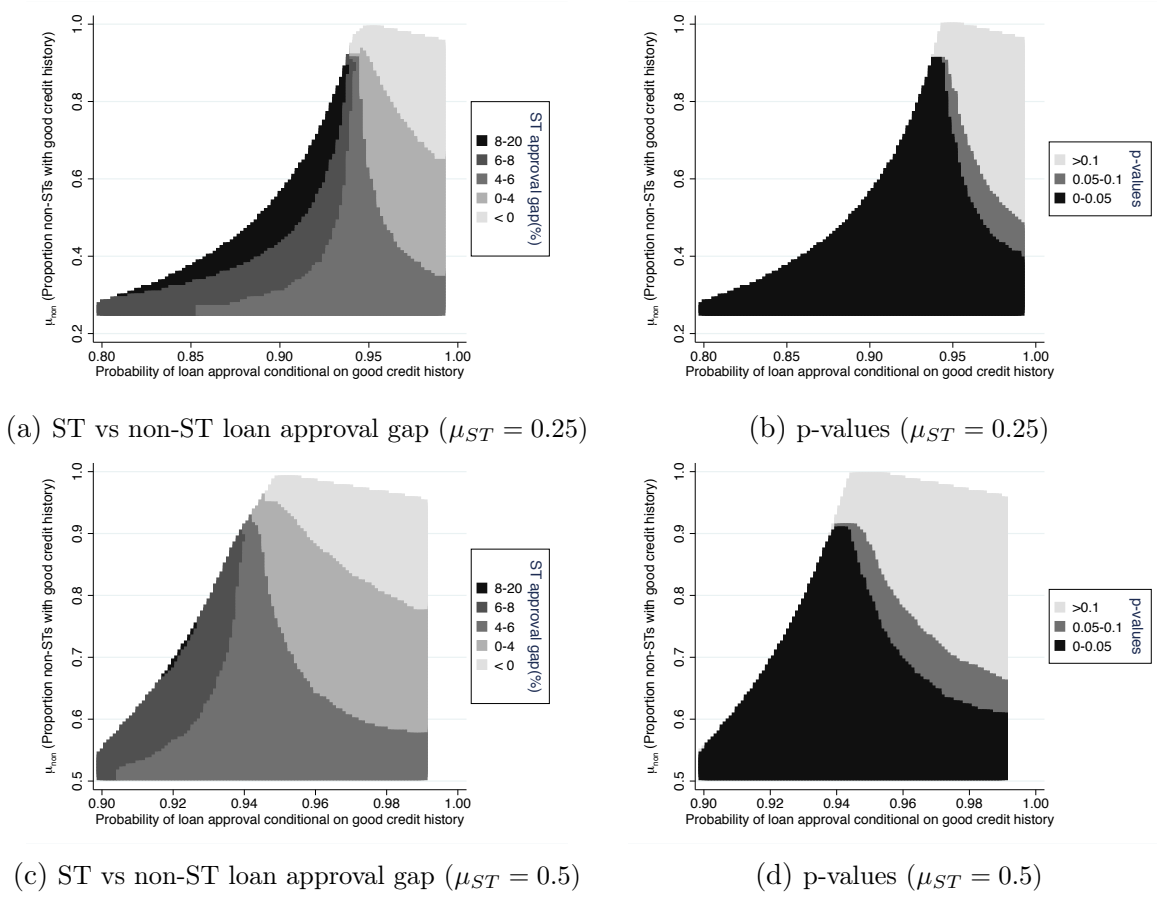 1.0
0.8
0.6
0.4
0.2
μnon (Proportion non-STs with good credit history)
0.80 0.85 0.90 0.95 1.00
Probability of loan approval conditional on good credit history
ST approval gap(%)
8-20
6-8
4-6
0-4
< 0
1.0
0.8
0.6
0.4
0.2
μnon (Proportion non-STs with good credit history)
0.80 0.85 0.90 0.95 1.00
Probability of loan approval conditional on good credit history
p-values
>0.1
0.05-0.1
0-0.05
(a) ST vs non-ST loan approval gap (μST = 0.25)
(b) p-values (μST = 0.25)
1.0
0.9
0.8
0.7
0.6
0.5
μnon (Proportion non-STs with good credit history)
0.90 0.92 0.94 0.96 0.98 1.00
Probability of loan approval conditional on good credit history
ST approval gap(%)
8-20
6-8
4-6
0-4
< 0
1.0
0.9
0.8
0.7
0.6
0.5
μnon (Proportion non-STs with good credit history)
0.90 0.92 0.94 0.96 0.98 1.00
Probability of loan approval conditional on good credit history
p-values
>0.1
0.05-0.1
0-0.05
(c) ST vs non-ST loan approval gap (μST = 0.5)
(d) p-values (μST = 0.5)